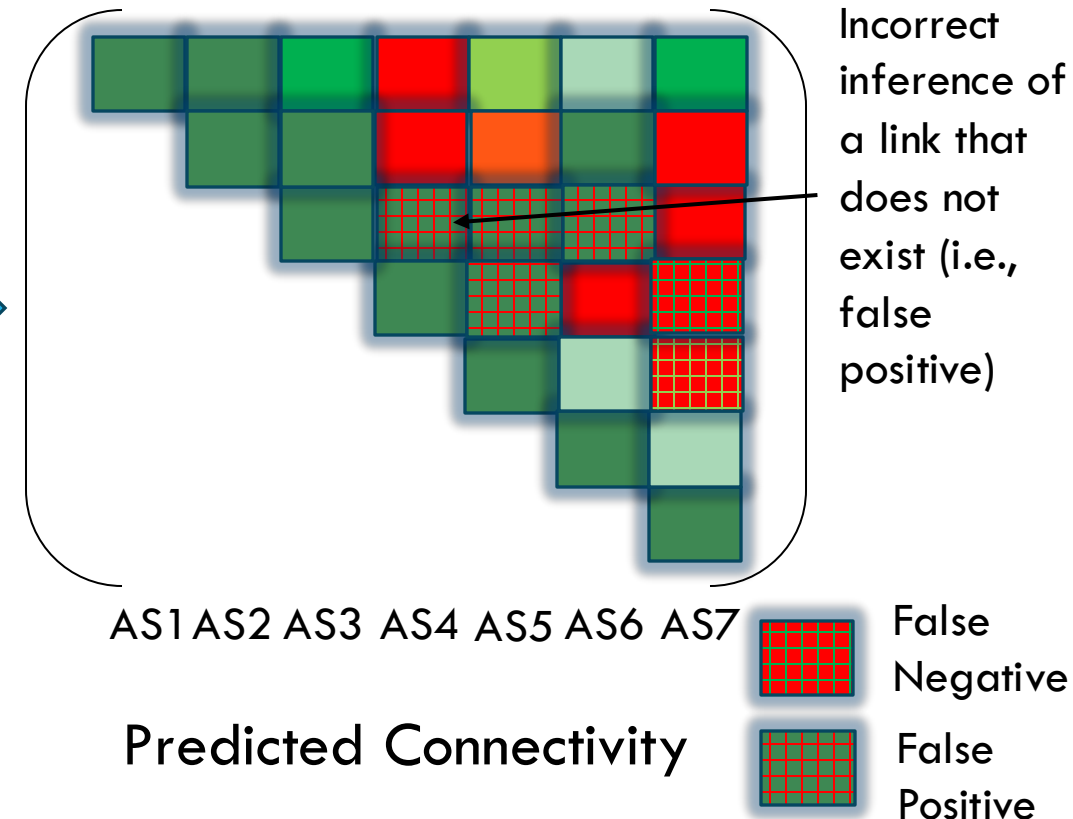 Incorrect
inference of
a link that
does not
exist (i.e.,
false
positive)
AS1 AS2 AS3 AS4 AS5 AS6 AS7
False
Negative
Predicted Connectivity
False
Positive